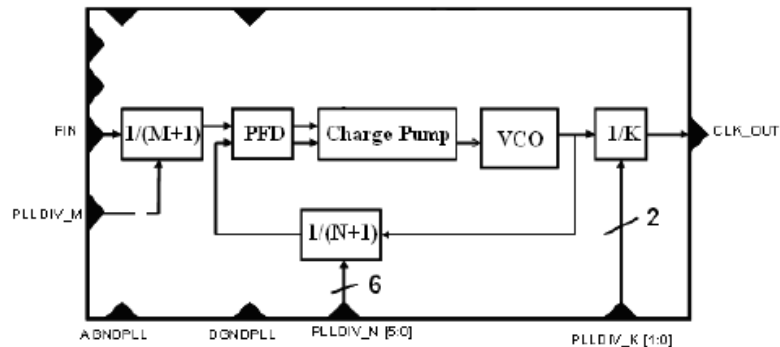 FIN
1/(M+1)
PFD
Charge Pump
VCO
1/K
CLK_OUT
PLLDIV_M
1/(N+1)
2
6
AGNDPLL
DGNDPLL
PLLDIV_N [5:0]
PLLDIV_K [1:0]